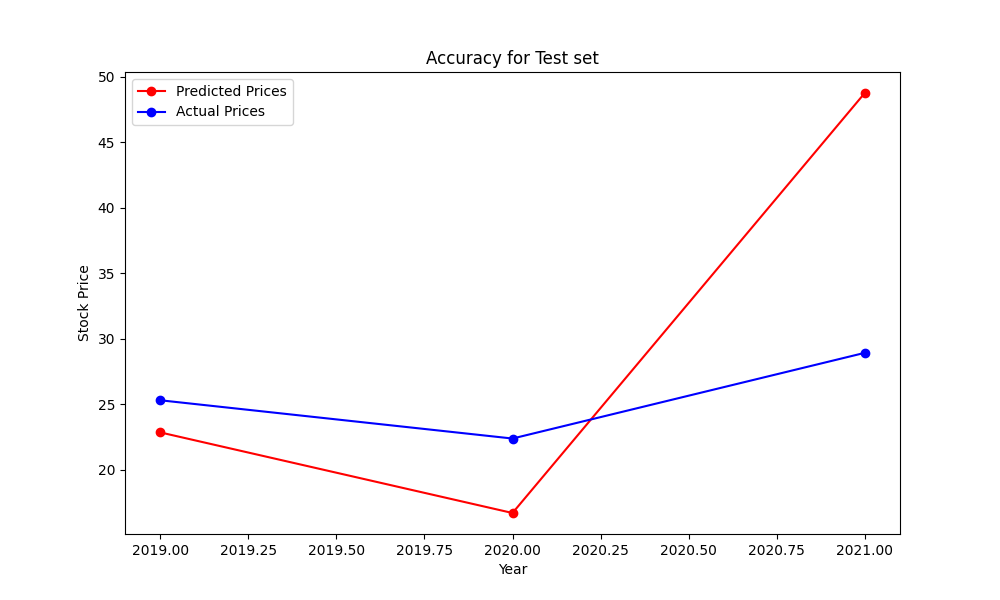 Accuracy for Test set
Predicted Prices
Actual Prices
50
45
40
35
30
25
20
Stock Price
2019.00 2019.25 2019.50 2019.75 2020.00 2020.25 2020.50 2020.75 2021.00
Year